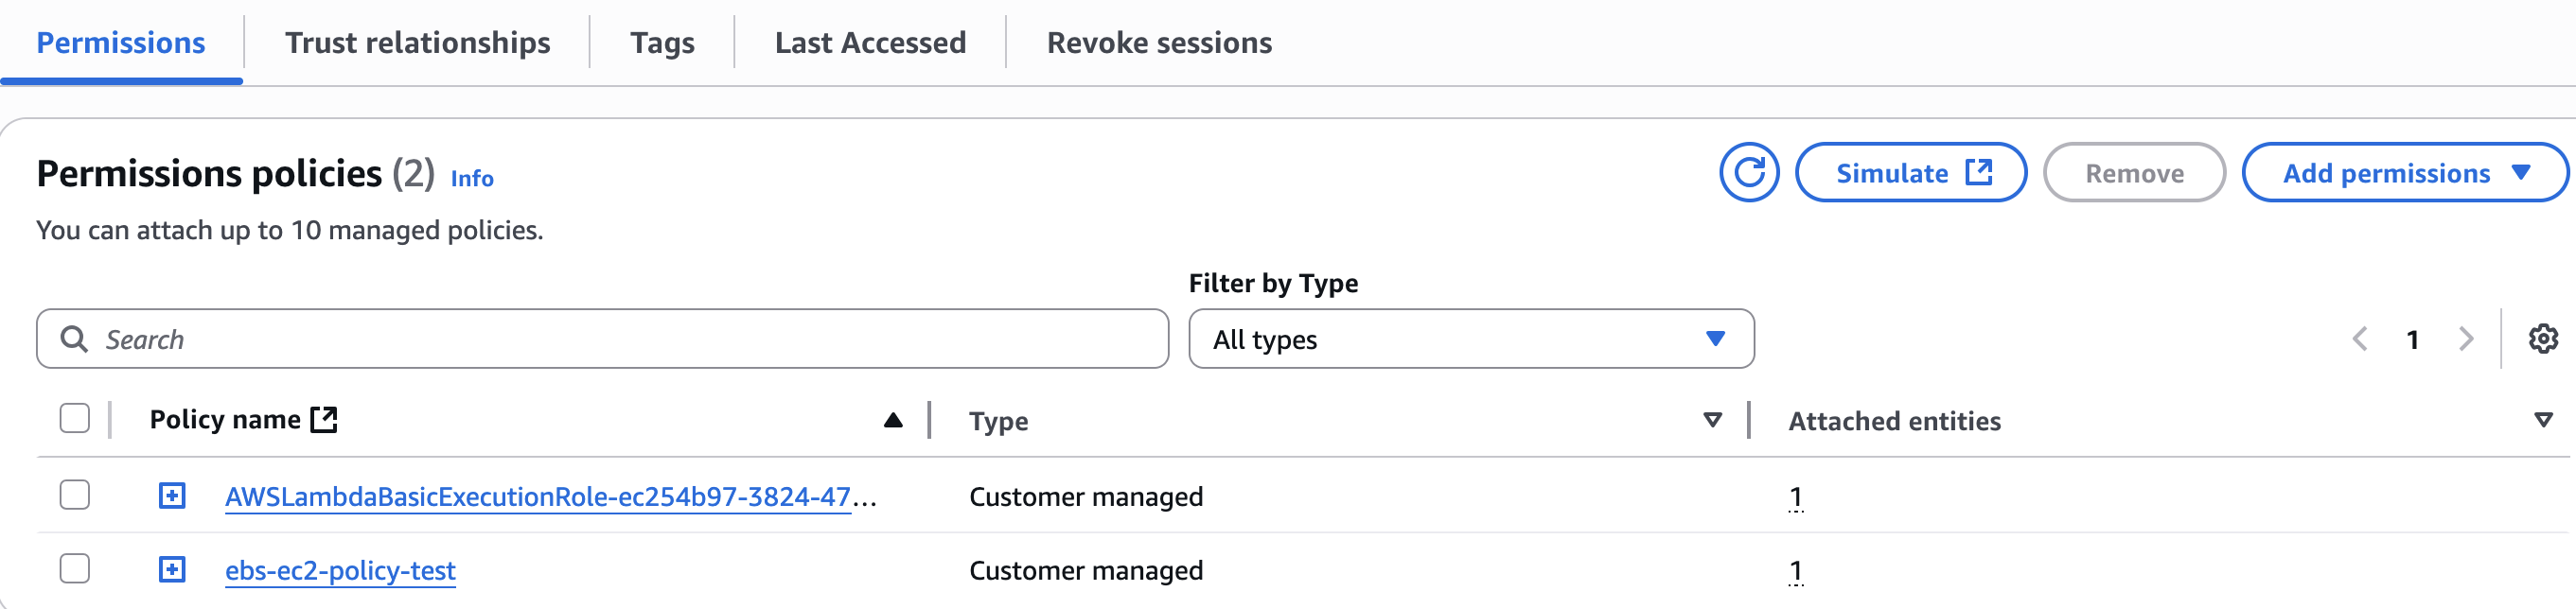 Permissions Trust relationships Tags Last Accessed Revoke sessions
Permissions policies (2) Info
Simulate Remove Add permissions
You can attach up to 10 managed policies.
Filter by Type
Search All types 1
Policy name Type Attached entities
AWSLambdaBasicExecutionRole-ec254b97-3824-47... Customer managed 1
ebs-ec2-policy-test Customer managed 1